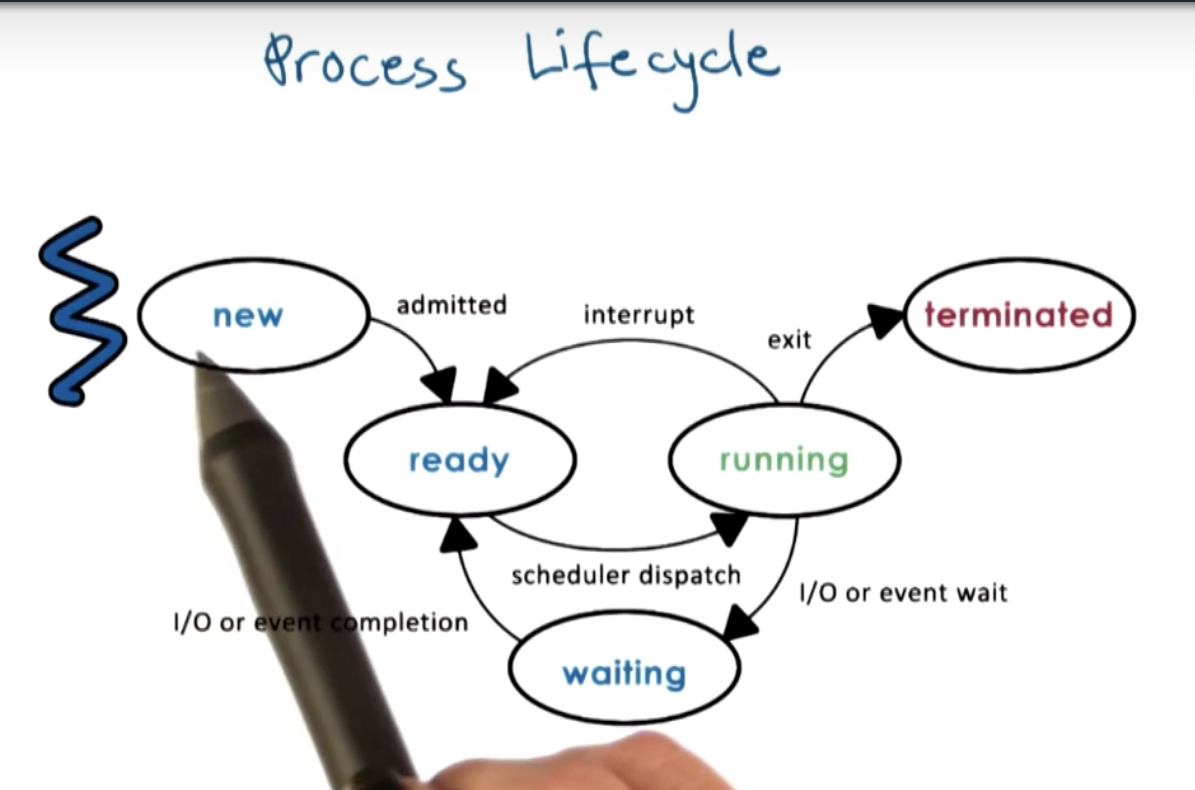 Process Lifecycle
new
admitted
interrupt
exit
terminated
ready
running
scheduler dispatch
I/O or event wait
I/O or event completion
waiting